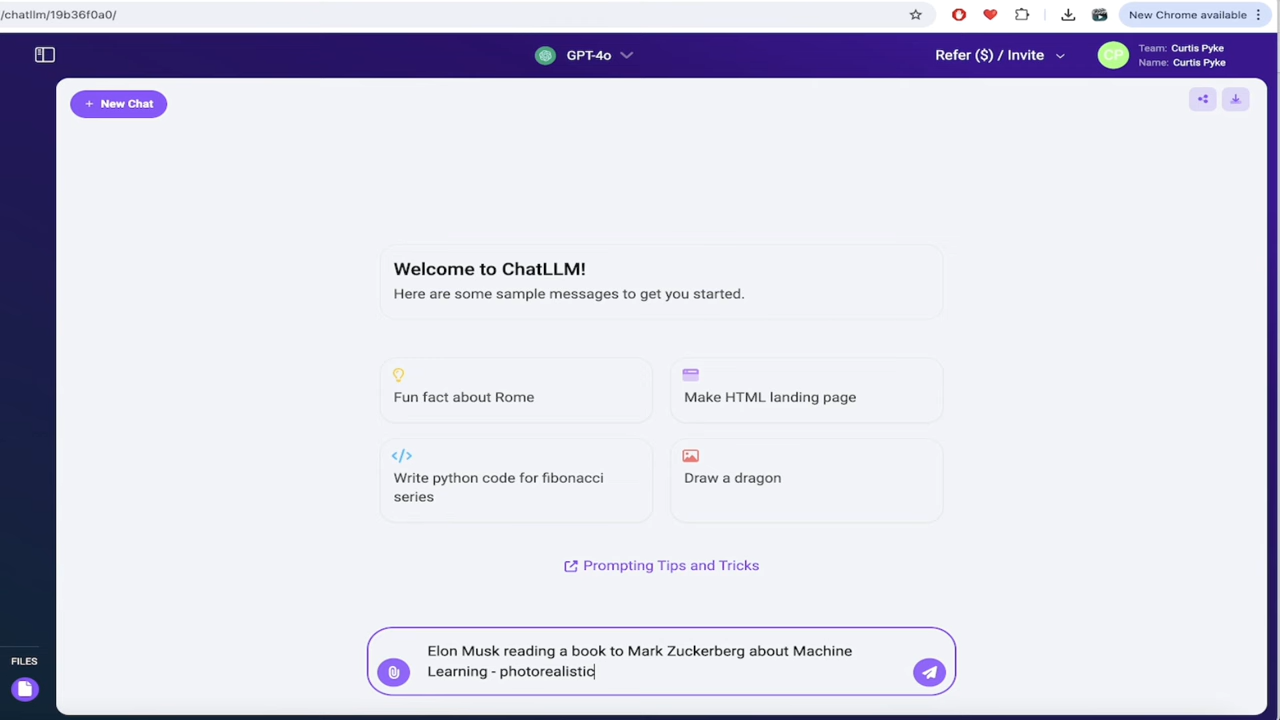 /chatllm/19b36f0a0/
New Chrome available
GPT-4o
Refer ($) / Invite
CP
Team: Curtis Pyke
Name: Curtis Pyke
+ New Chat
Welcome to ChatLLM!
Here are some sample messages to get you started.
Fun fact about Rome
Make HTML landing page
</>
Write python code for fibonacci
series
Draw a dragon
Prompting Tips and Tricks
Elon Musk reading a book to Mark Zuckerberg about Machine
Learning - photorealistic
FILES